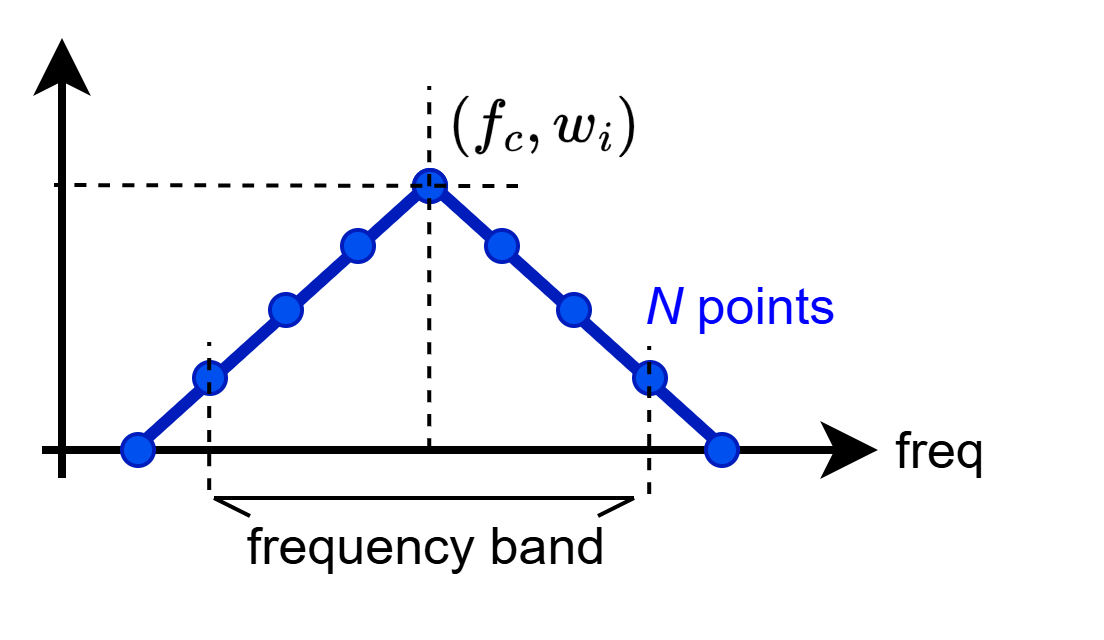 (f_c, w_i)
N points
freq
frequency band